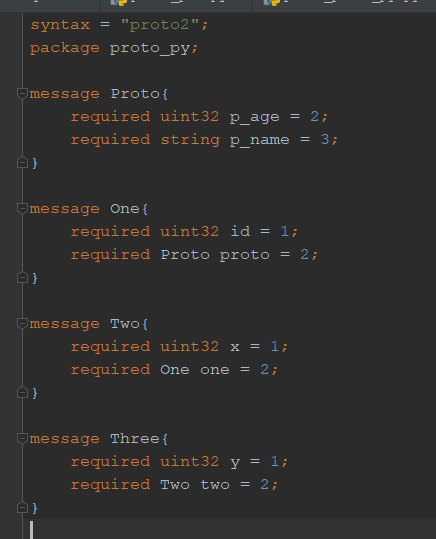 syntax = "proto2";
package proto_py;
message Proto{
required uint32 p_age = 2;
required string p_name = 3;
}
message One{
required uint32 id = 1;
required Proto proto = 2;
}
message Two{
required uint32 x = 1;
required One one = 2;
}
message Three{
required uint32 y = 1;
required Two two = 2;
}